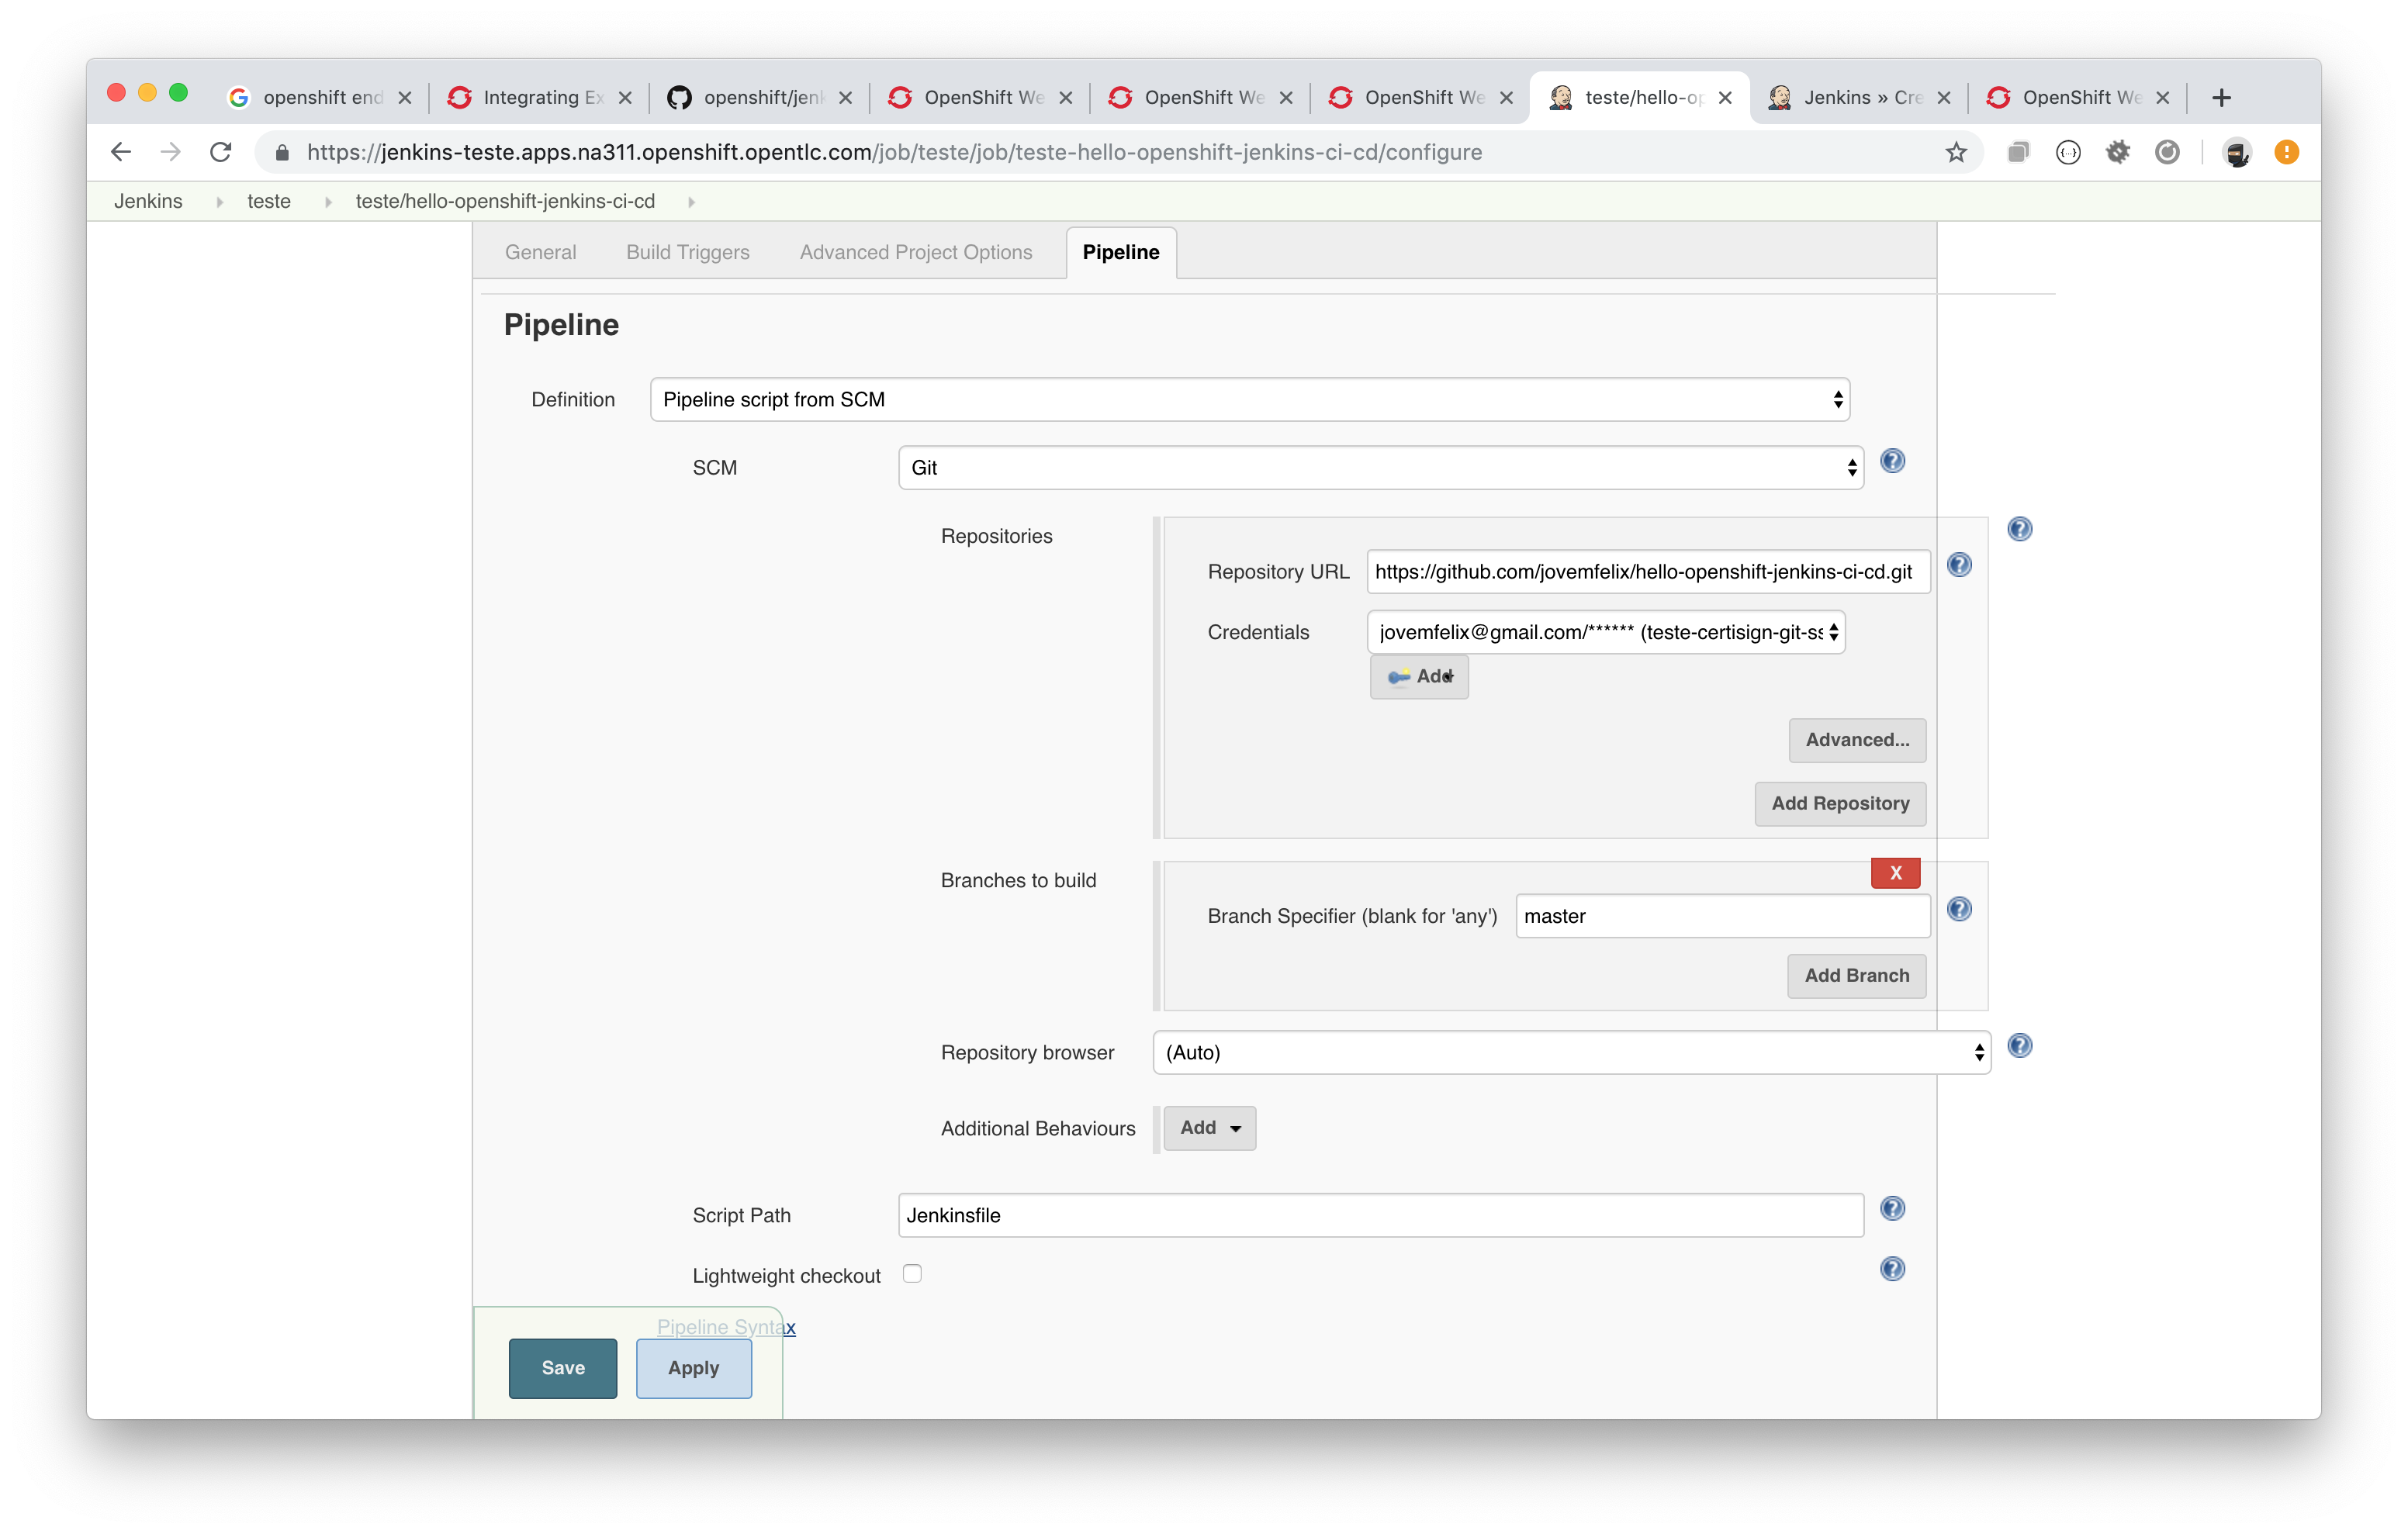 openshift end
Integrating Ex
openshift/jenk
OpenShift We
OpenShift We
OpenShift We
teste/hello-op
Jenkins » Cre
OpenShift We
https://jenkins-teste.apps.na311.openshift.opentlc.com/job/teste/job/teste-hello-openshift-jenkins-ci-cd/configure
Jenkins
teste
teste/hello-openshift-jenkins-ci-cd
General
Build Triggers
Advanced Project Options
Pipeline
Pipeline
Definition
Pipeline script from SCM
SCM
Git
Repositories
Repository URL
https://github.com/jovemfelix/hello-openshift-jenkins-ci-cd.git
Credentials
jovemfelix@gmail.com/****** (teste-certisign-git-ss
Add
Advanced...
Add Repository
Branches to build
X
Branch Specifier (blank for 'any')
master
Add Branch
Repository browser
(Auto)
Additional Behaviours
Add
Script Path
Jenkinsfile
Lightweight checkout
Pipeline Syntax
Save
Apply